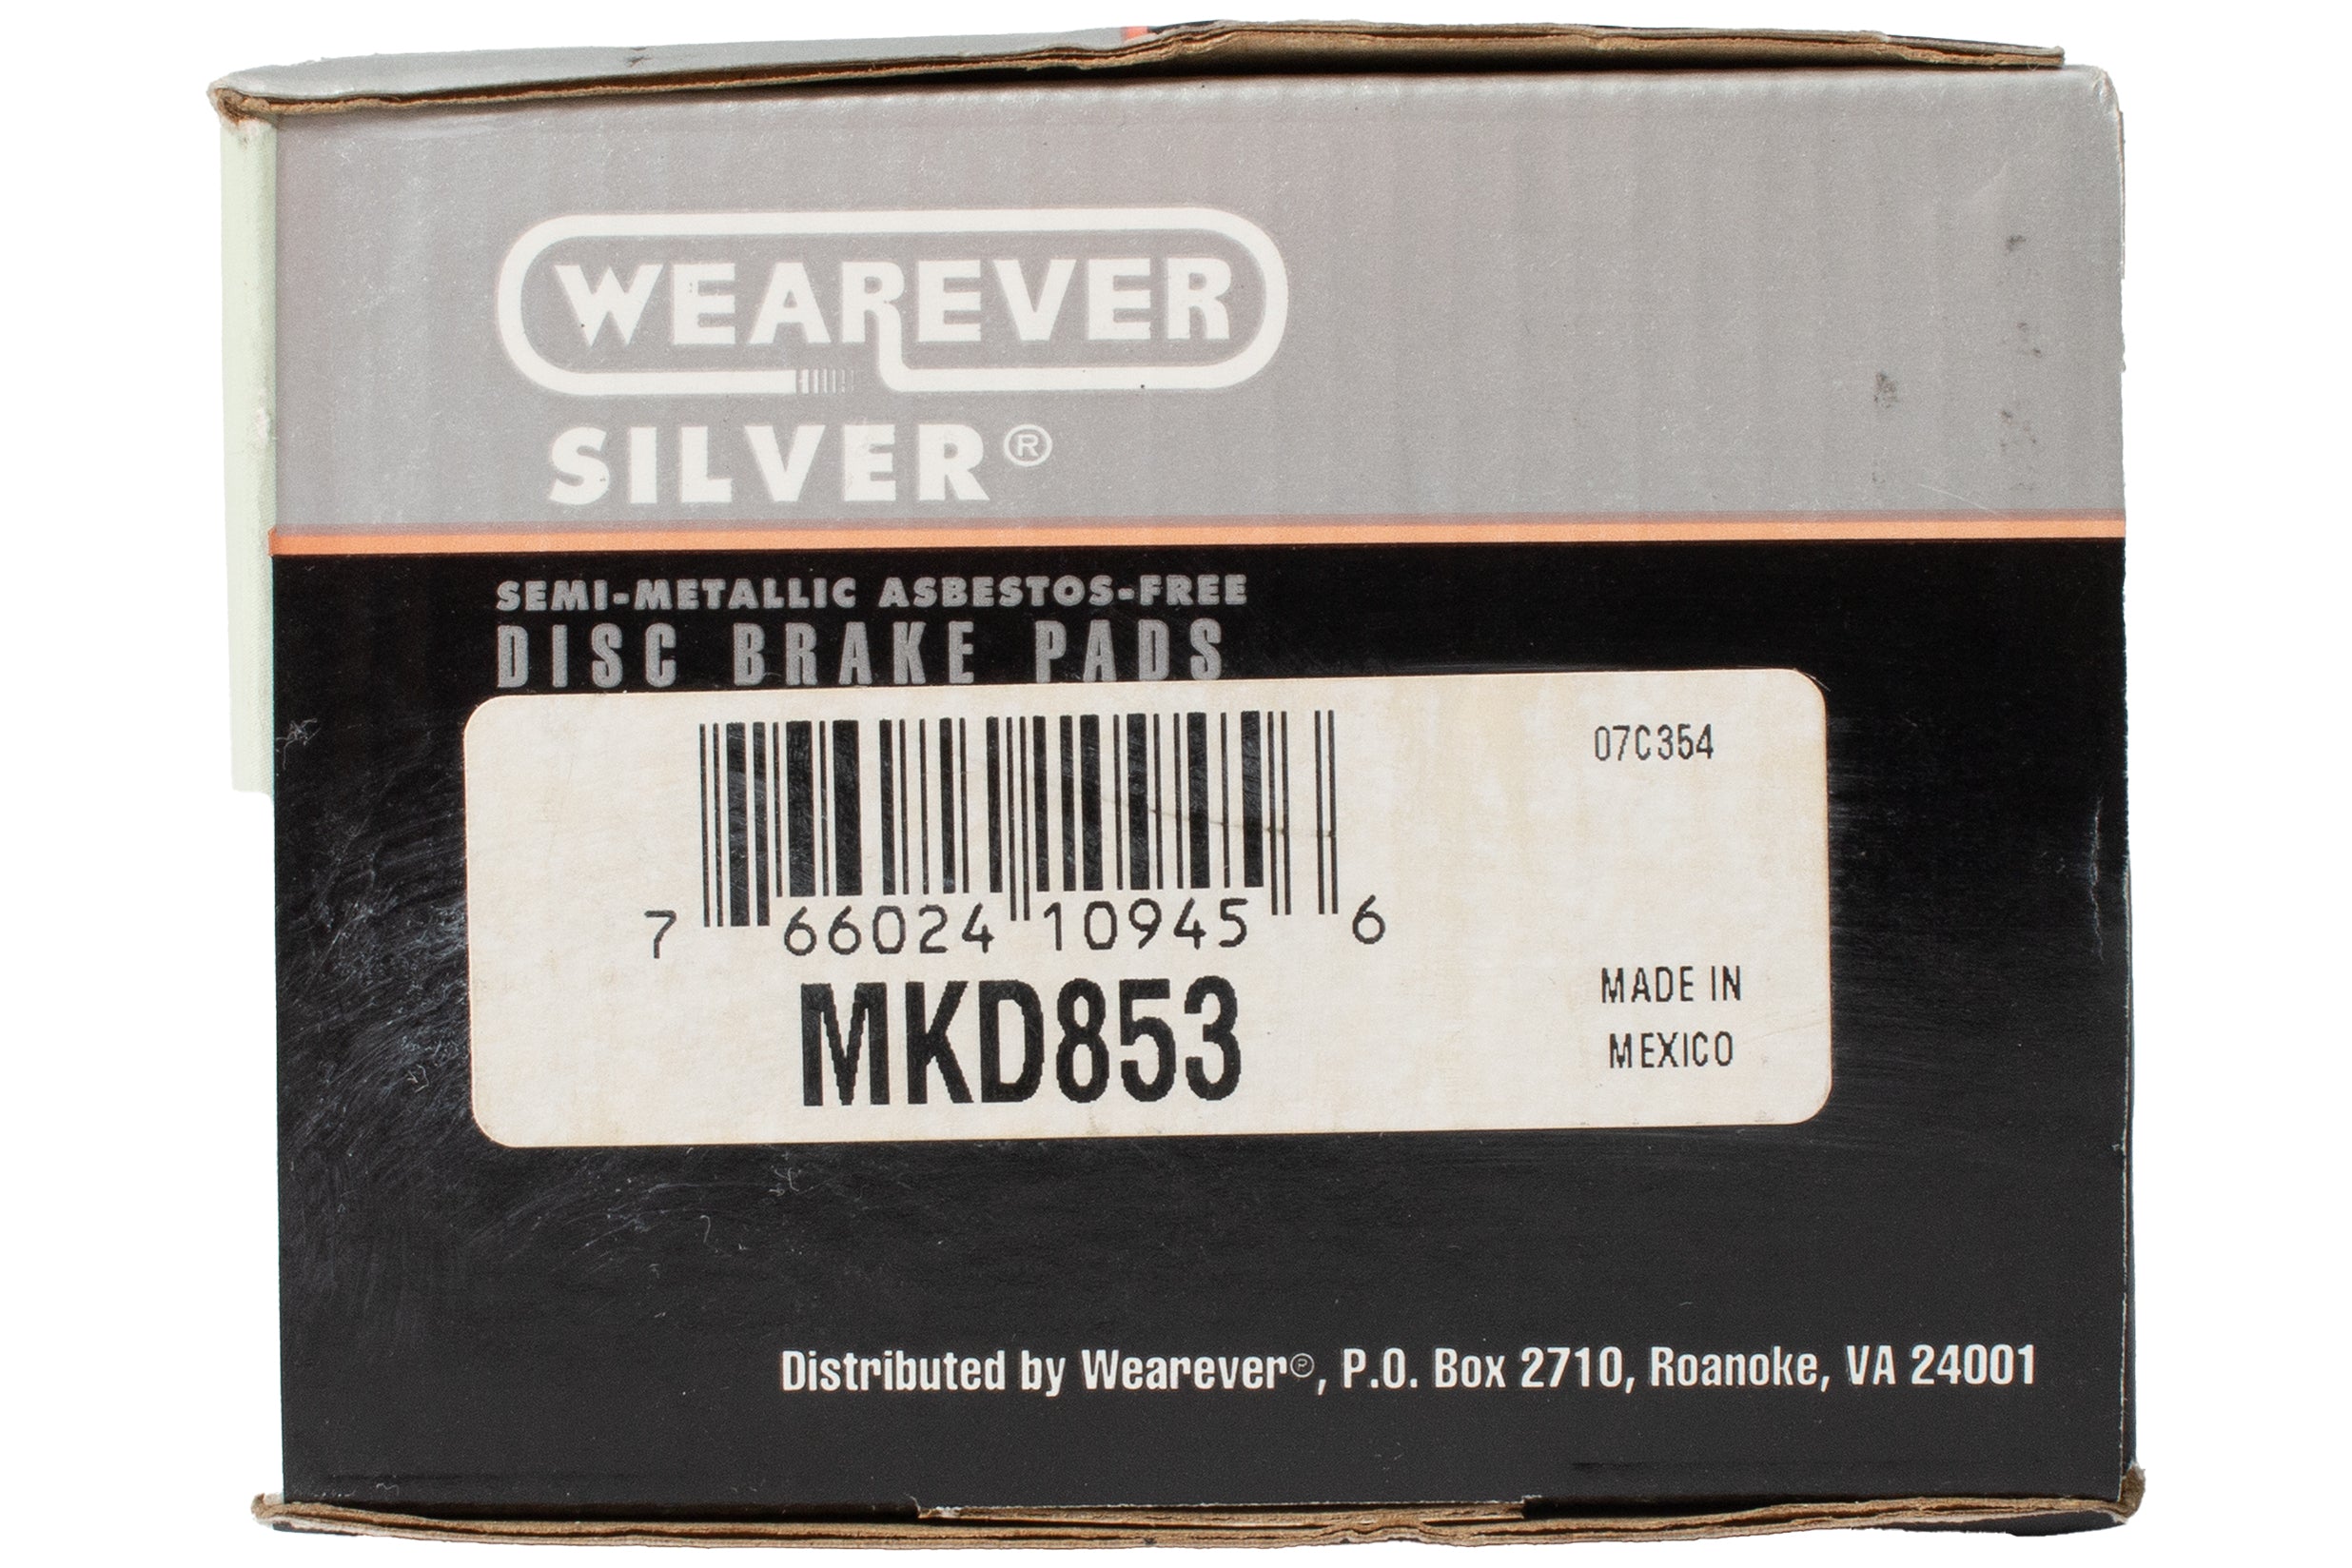 WEAREVER
SILVER®
SEMI-METALLIC ASBESTOS-FREE
DISC BRAKE PADS
07C354
7 66024 10945 6
MKD853
MADE IN
MEXICO
Distributed by Wearever®, P.O. Box 2710, Roanoke, VA 24001